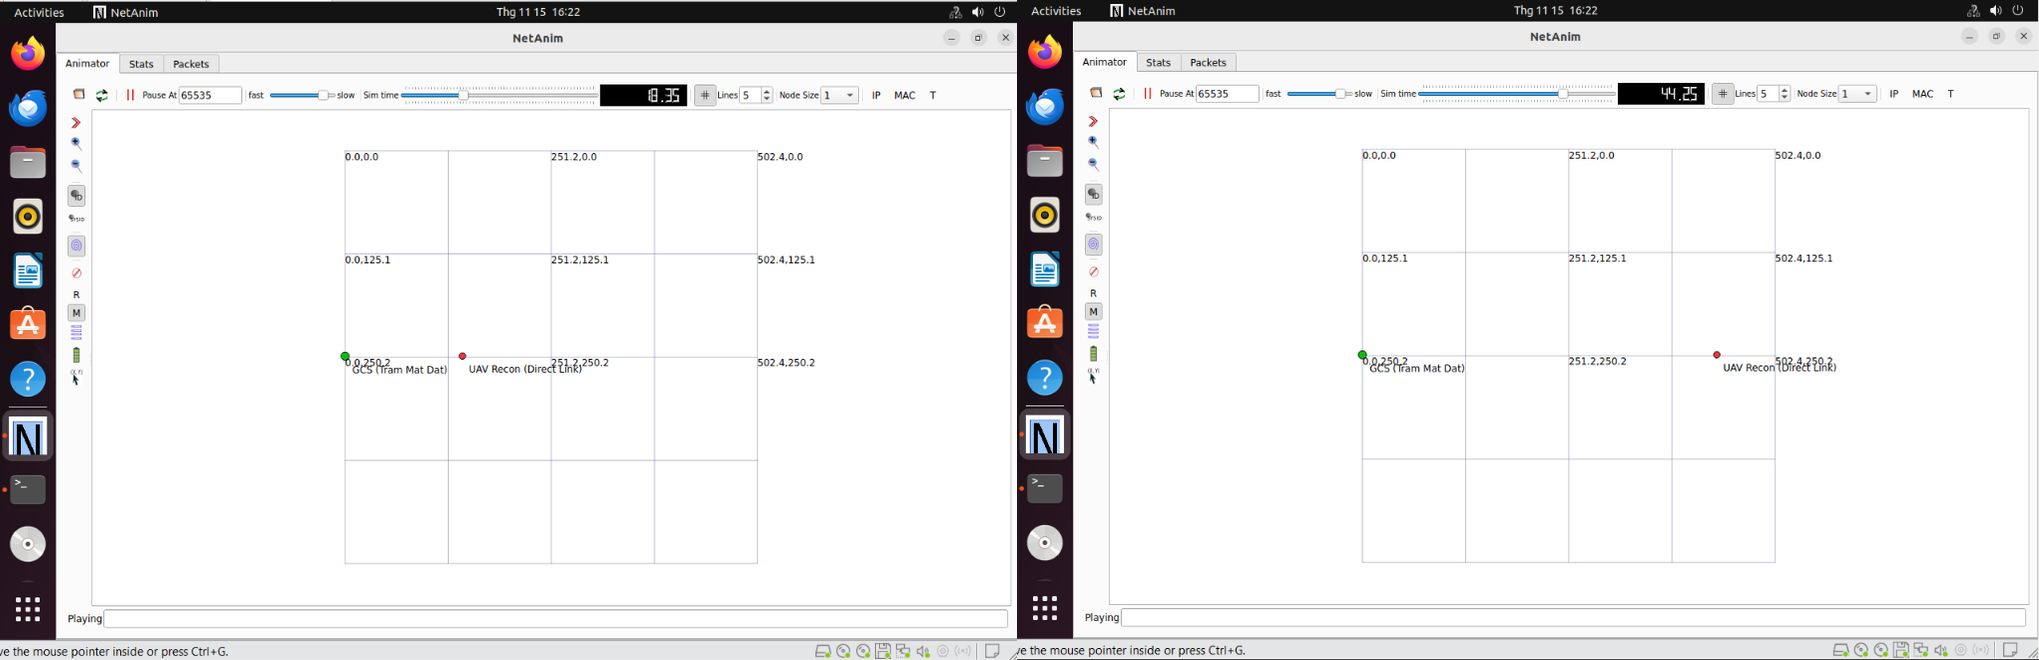 Activities NetAnim Thg 11 15 16:22
NetAnim
Animator Stats Packets
Pause At 65535 fast slow Sim time 18.35 # Lines 5 Node Size 1 IP MAC T
0.0,0.0 251.2,0.0 502.4,0.0
0.0,125.1 251.2,125.1 502.4,125.1
0.0,250.2 251.2,250.2 502.4,250.2
GCS (Tram Mat Dat) UAV Recon (Direct Link)
R
M
Playing
ve the mouse pointer inside or press Ctrl+G.
Activities NetAnim Thg 11 15 16:22
NetAnim
Animator Stats Packets
Pause At 65535 fast slow Sim time 44.25 # Lines 5 Node Size 1 IP MAC T
0.0,0.0 251.2,0.0 502.4,0.0
0.0,125.1 251.2,125.1 502.4,125.1
0.0,250.2 251.2,250.2 502.4,250.2
GCS (Tram Mat Dat) UAV Recon (Direct Link)
R
M
Playing
ve the mouse pointer inside or press Ctrl+G.